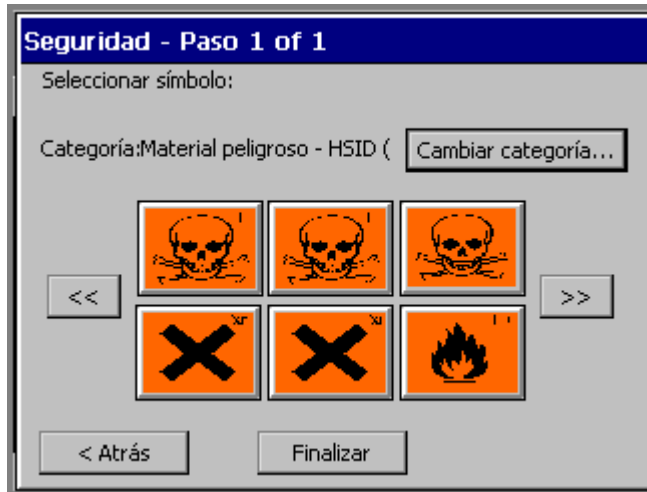 Seguridad - Paso 1 of 1
Seleccionar símbolo:
Categoría:Material peligroso - HSID (
Cambiar categoría...
<<
>>
< Atrás
Finalizar